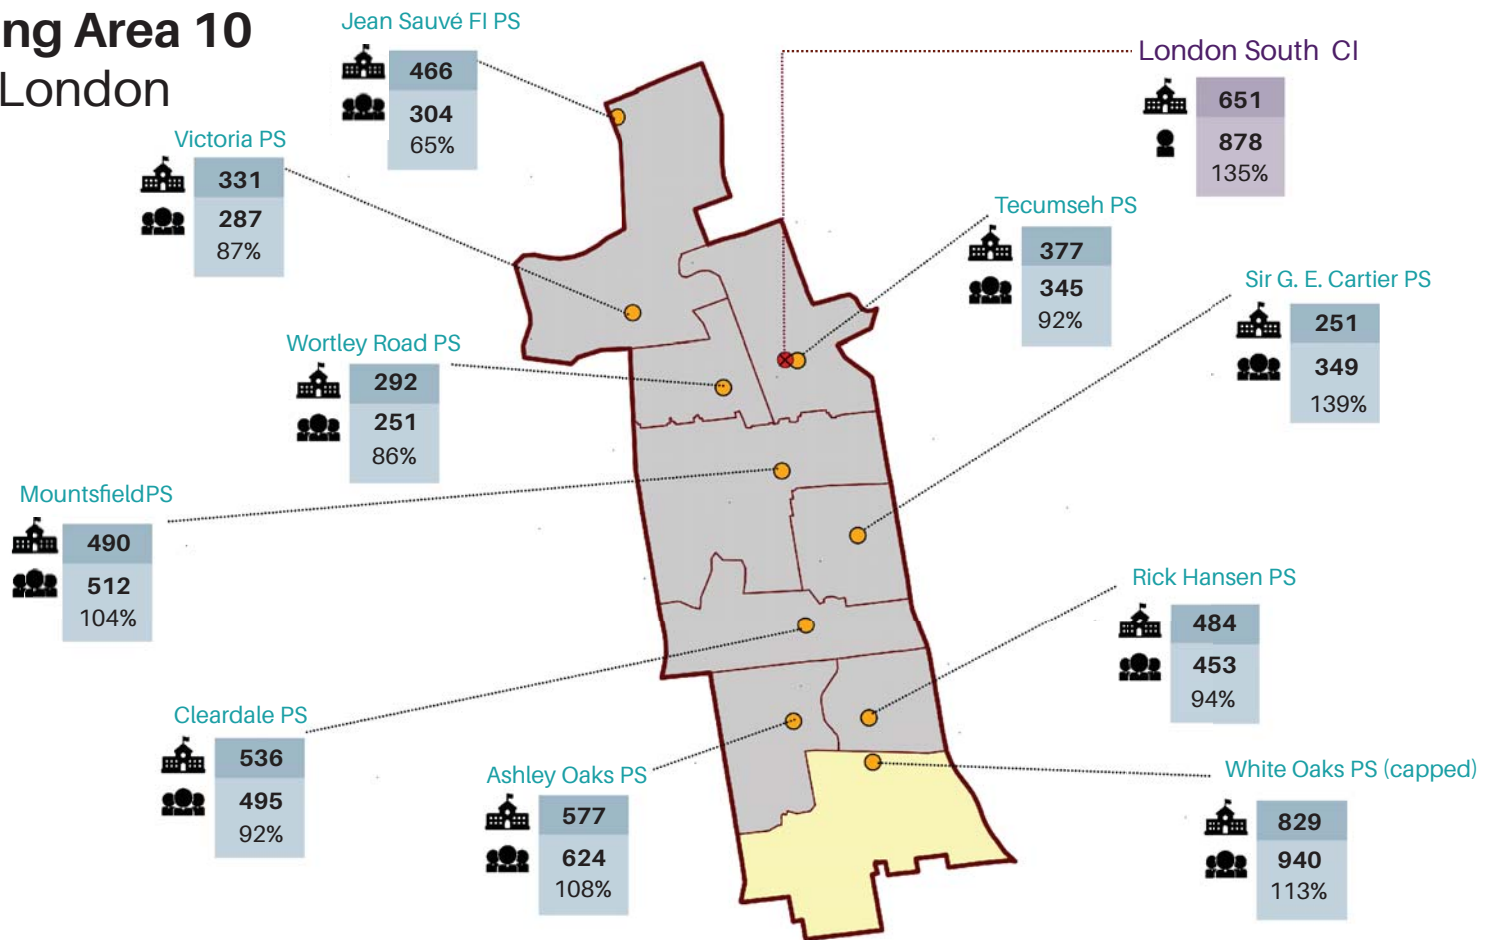 ng Area 10
London
Jean Sauvé FI PS
466
304
65%
London South CI
651
878
135%
Victoria PS
331
287
87%
Tecumseh PS
377
345
92%
Sir G. E. Cartier PS
251
349
139%
Wortley Road PS
292
251
86%
Mountsfield PS
490
512
104%
Rick Hansen PS
484
453
94%
Cleardale PS
536
495
92%
Ashley Oaks PS
577
624
108%
White Oaks PS (capped)
829
940
113%